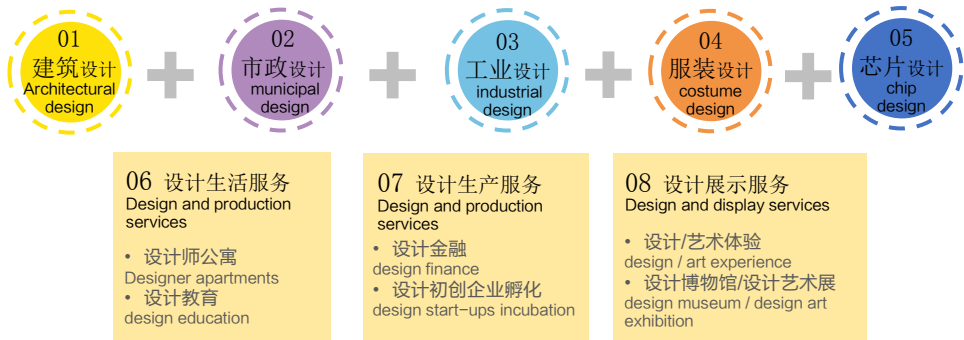 01
建筑设计
Architectural
design
02
市政设计
municipal
design
03
工业设计
industrial
design
04
服装设计
costume
design
05
芯片设计
chip
design
06 设计生活服务
Design and production
services
• 设计师公寓
Designer apartments
• 设计教育
design education
07 设计生产服务
Design and production
services
• 设计金融
design finance
• 设计初创企业孵化
design start-ups incubation
08 设计展示服务
Design and display services
• 设计/艺术体验
design / art experience
• 设计博物馆/设计艺术展
design museum / design art
exhibition